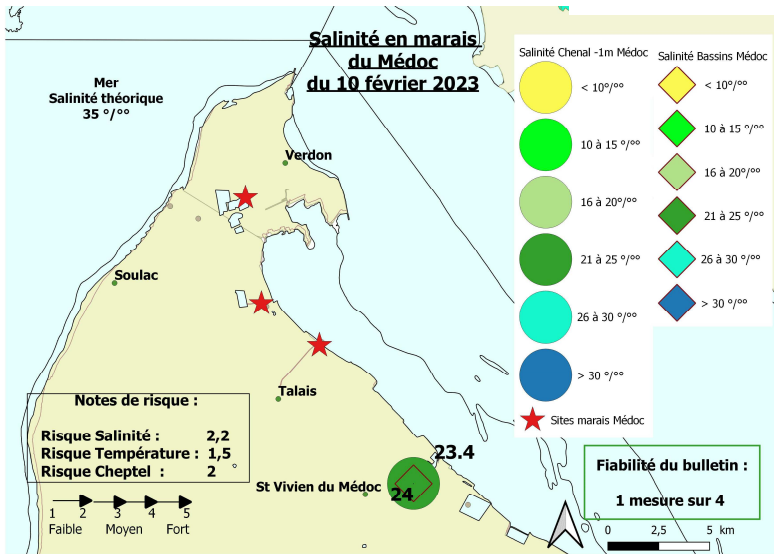 Salinité en marais
du Médoc
du 10 février 2023
Mer
Salinité théorique
35 °/°°
Verdon
Soulac
Talais
St Vivien du Médoc
23.4
24
Notes de risque :
Risque Salinité : 2,2
Risque Température : 1,5
Risque Cheptel : 2
1 2 3 4 5
Faible Moyen Fort
Salinité Chenal -1m Médoc
< 10°/°°
10 à 15 °/°°
16 à 20°/°°
21 à 25 °/°°
26 à 30 °/°°
> 30 °/°°
Sites marais Médoc
Salinité Bassins Médoc
< 10°/°°
10 à 15 °/°°
16 à 20°/°°
21 à 25 °/°°
26 à 30 °/°°
> 30 °/°°
Fiabilité du bulletin :
1 mesure sur 4
0 2,5 5 km